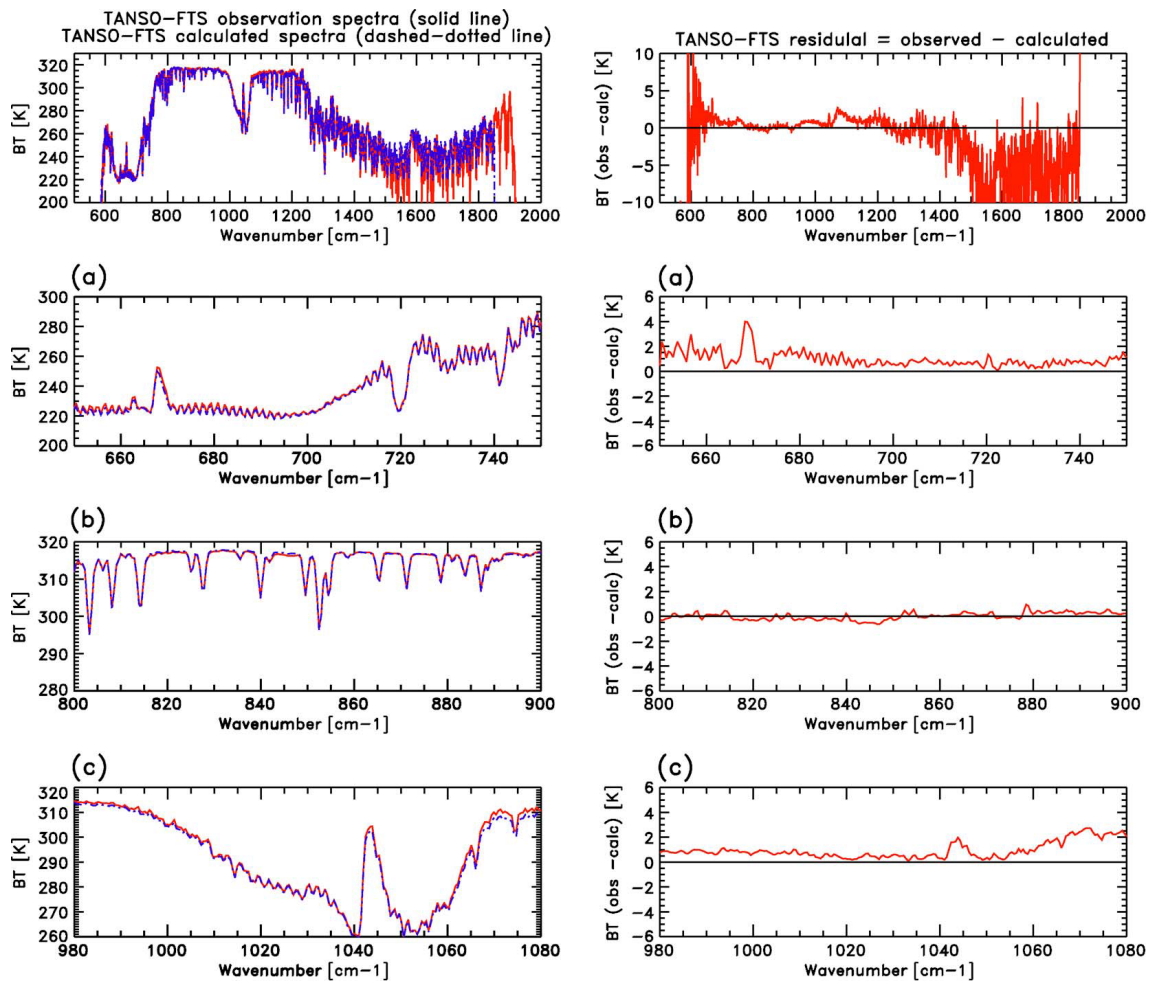 TANSO-FTS observation spectra (solid line)
TANSO-FTS calculated spectra (dashed-dotted line)
320
300
280
260
240
220
200
BT [K]
600 800 1000 1200 1400 1600 1800 2000
Wavenumber [cm-1]
TANSO-FTS residulal = observed - calculated
10
5
0
-5
-10
BT (obs -calc) [K]
600 800 1000 1200 1400 1600 1800 2000
Wavenumber [cm-1]
(a)
300
280
260
240
220
200
BT [K]
660 680 700 720 740
Wavenumber [cm-1]
(a)
6
4
2
0
-2
-4
-6
BT (obs -calc) [K]
660 680 700 720 740
Wavenumber [cm-1]
(b)
320
310
300
290
280
BT [K]
800 820 840 860 880 900
Wavenumber [cm-1]
(b)
6
4
2
0
-2
-4
-6
BT (obs -calc) [K]
800 820 840 860 880 900
Wavenumber [cm-1]
(c)
320
310
300
290
280
270
260
BT [K]
980 1000 1020 1040 1060 1080
Wavenumber [cm-1]
(c)
6
4
2
0
-2
-4
-6
BT (obs -calc) [K]
980 1000 1020 1040 1060 1080
Wavenumber [cm-1]